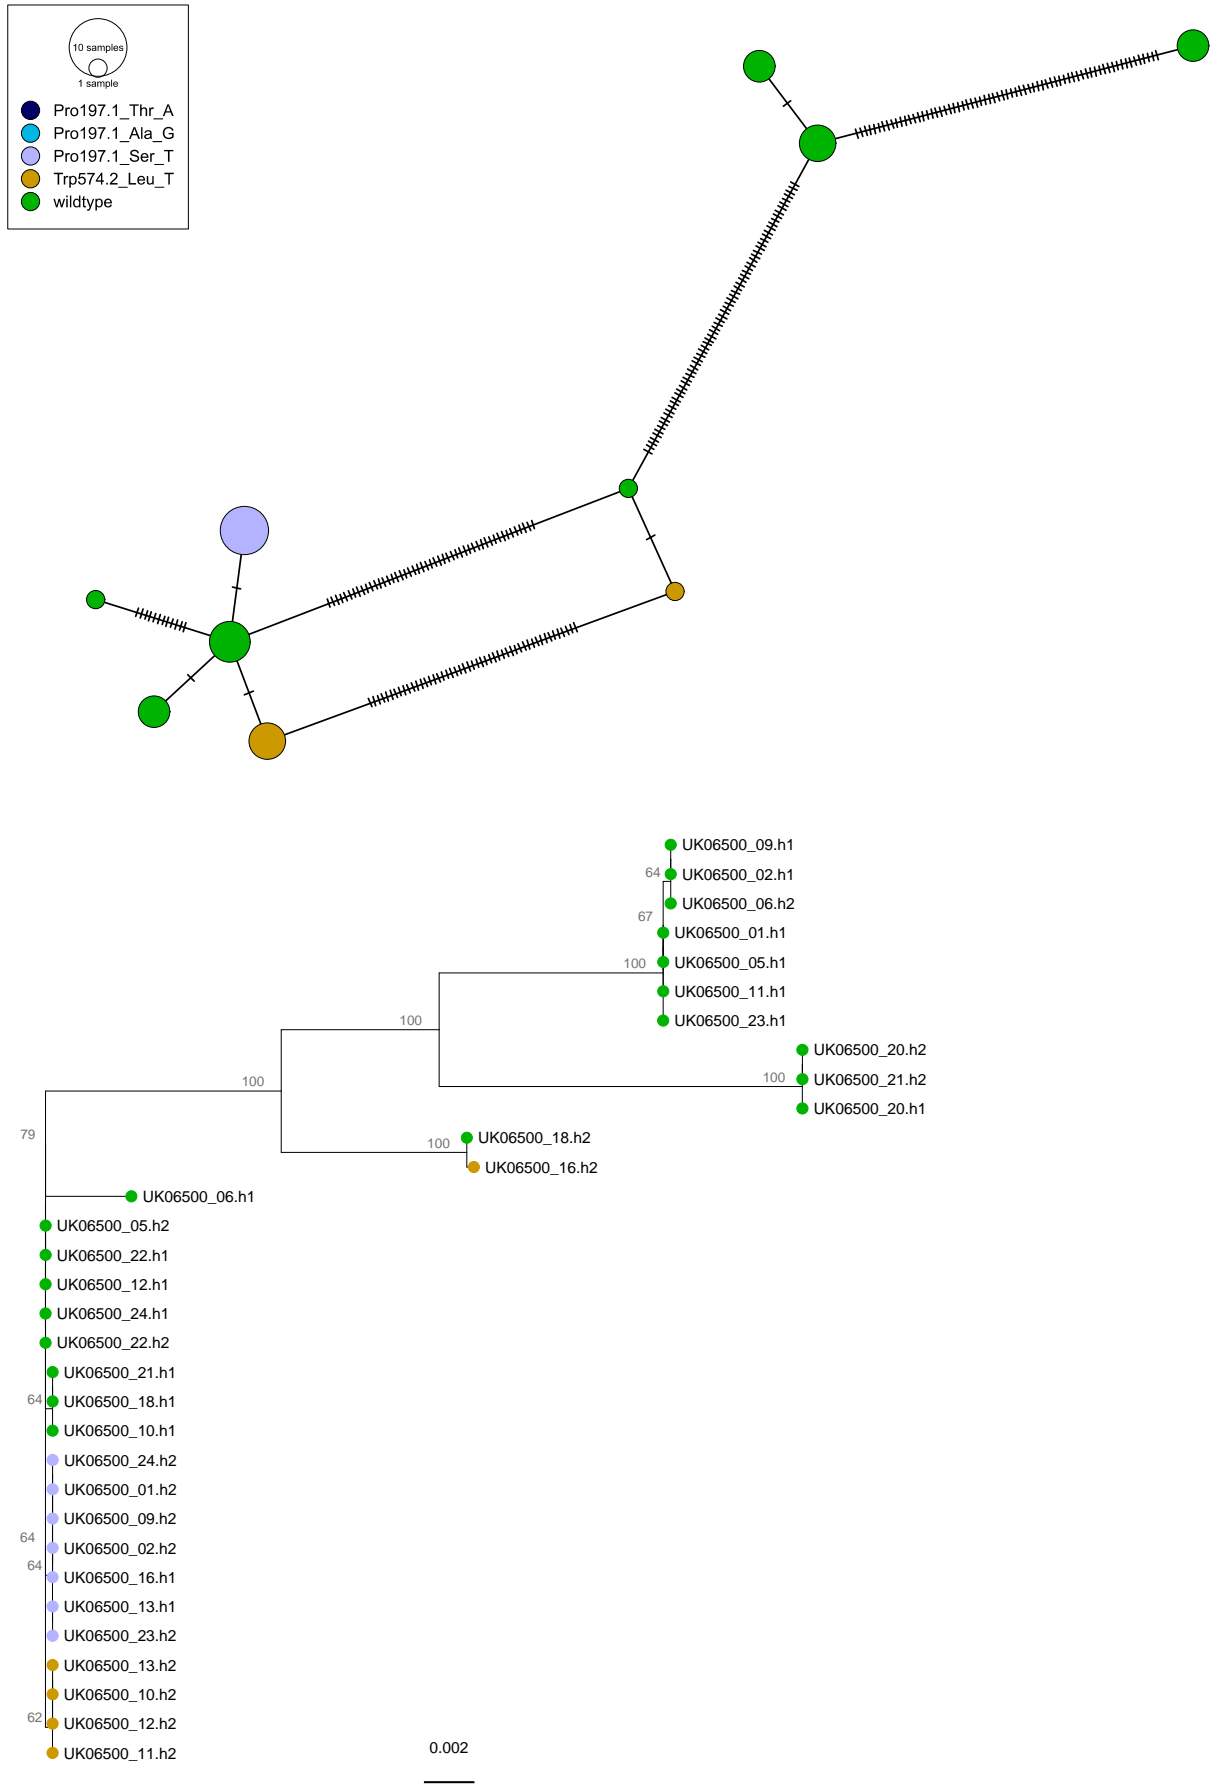 10 samples
1 sample
Pro197.1_Thr_A
Pro197.1_Ala_G
Pro197.1_Ser_T
Trp574.2_Leu_T
wildtype
UK06500_09.h1
64
UK06500_02.h1
UK06500_06.h2
67
UK06500_01.h1
100
UK06500_05.h1
UK06500_11.h1
100
UK06500_23.h1
UK06500_20.h2
100
100
UK06500_21.h2
UK06500_20.h1
79
UK06500_18.h2
100
UK06500_16.h2
UK06500_06.h1
UK06500_05.h2
UK06500_22.h1
UK06500_12.h1
UK06500_24.h1
UK06500_22.h2
UK06500_21.h1
64
UK06500_18.h1
UK06500_10.h1
UK06500_24.h2
UK06500_01.h2
UK06500_09.h2
64
UK06500_02.h2
64
UK06500_16.h1
UK06500_13.h1
UK06500_23.h2
UK06500_13.h2
UK06500_10.h2
62
UK06500_12.h2
UK06500_11.h2
0.002